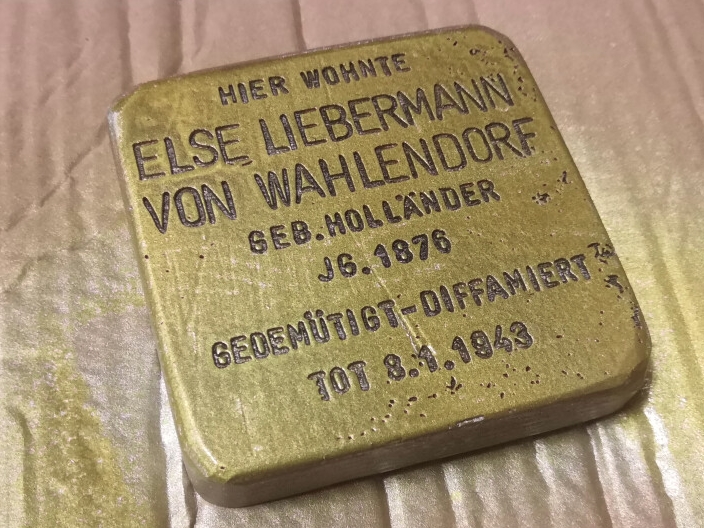 HIER WOHNTE
ELSE LIEBERMANN
VON WAHLENDORF
GEB.HOLLÄNDER
JG.1876
GEDEMÜTIGT-DIFFAMIERT
TOT 8.1.1943